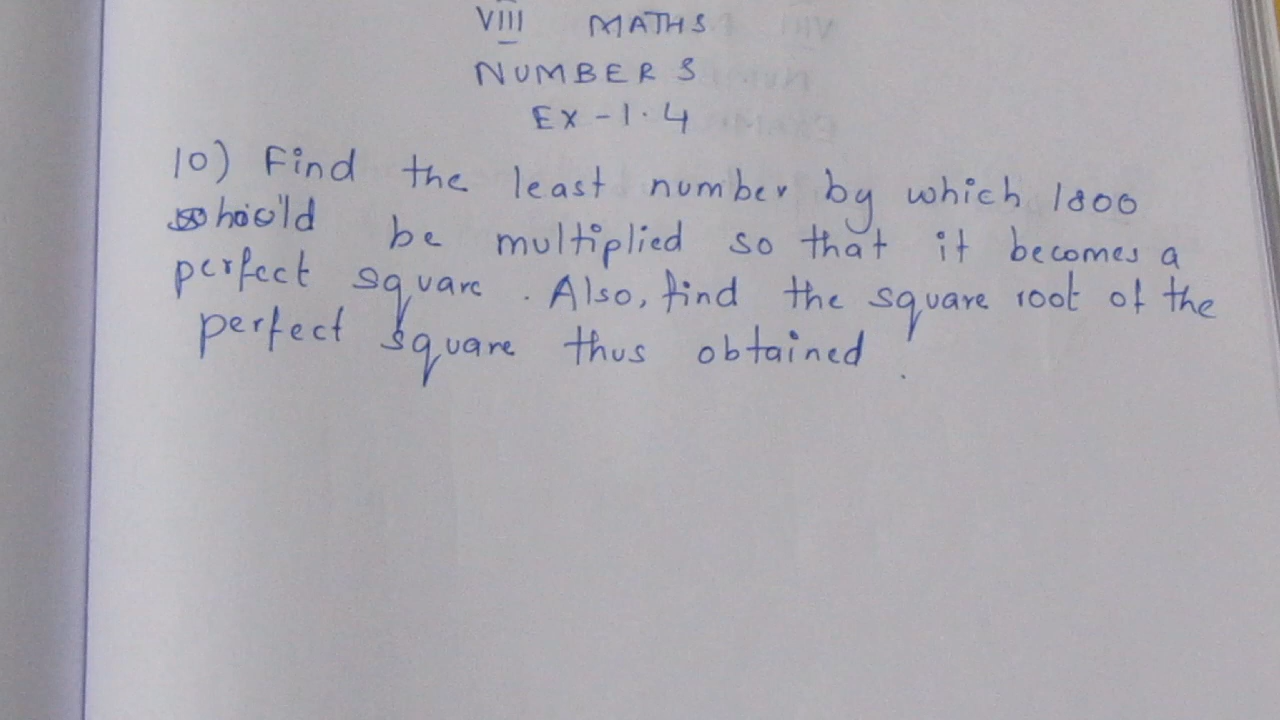 VIII MATHS
NUMBERS
EX-1.4
10) Find the least number by which 1800
should be multiplied so that it becomes a
perfect square. Also, find the square root of the
perfect square thus obtained.